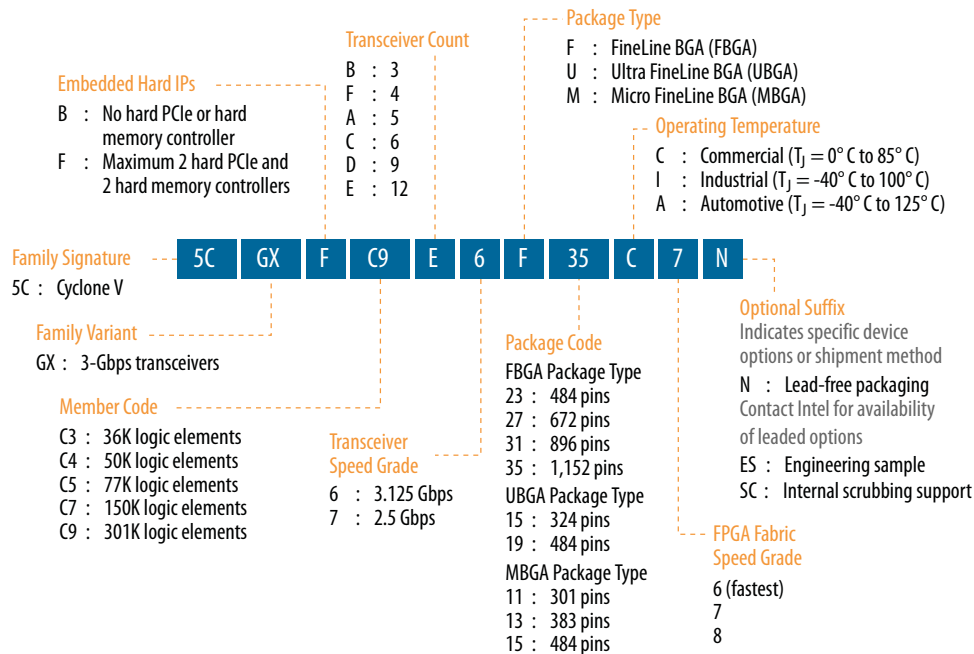 Package Type
F : FineLine BGA (FBGA)
U : Ultra FineLine BGA (UBGA)
M : Micro FineLine BGA (MBGA)
Transceiver Count
B : 3
F : 4
A : 5
C : 6
D : 9
E : 12
Embedded Hard IPs
B : No hard PCIe or hard
memory controller
F : Maximum 2 hard PCIe and
2 hard memory controllers
Operating Temperature
C : Commercial (TJ = 0° C to 85° C)
I : Industrial (TJ = -40° C to 100° C)
A : Automotive (TJ = -40° C to 125° C)
Family Signature
5C : Cyclone V
5C GX F C9 E 6 F 35 C 7 N
Family Variant
GX : 3-Gbps transceivers
Member Code
C3 : 36K logic elements
C4 : 50K logic elements
C5 : 77K logic elements
C7 : 150K logic elements
C9 : 301K logic elements
Transceiver
Speed Grade
6 : 3.125 Gbps
7 : 2.5 Gbps
Package Code
FBGA Package Type
23 : 484 pins
27 : 672 pins
31 : 896 pins
35 : 1,152 pins
UBGA Package Type
15 : 324 pins
19 : 484 pins
MBGA Package Type
11 : 301 pins
13 : 383 pins
15 : 484 pins
Optional Suffix
Indicates specific device
options or shipment method
N : Lead-free packaging
Contact Intel for availability
of leaded options
ES : Engineering sample
SC : Internal scrubbing support
FPGA Fabric
Speed Grade
6 (fastest)
7
8